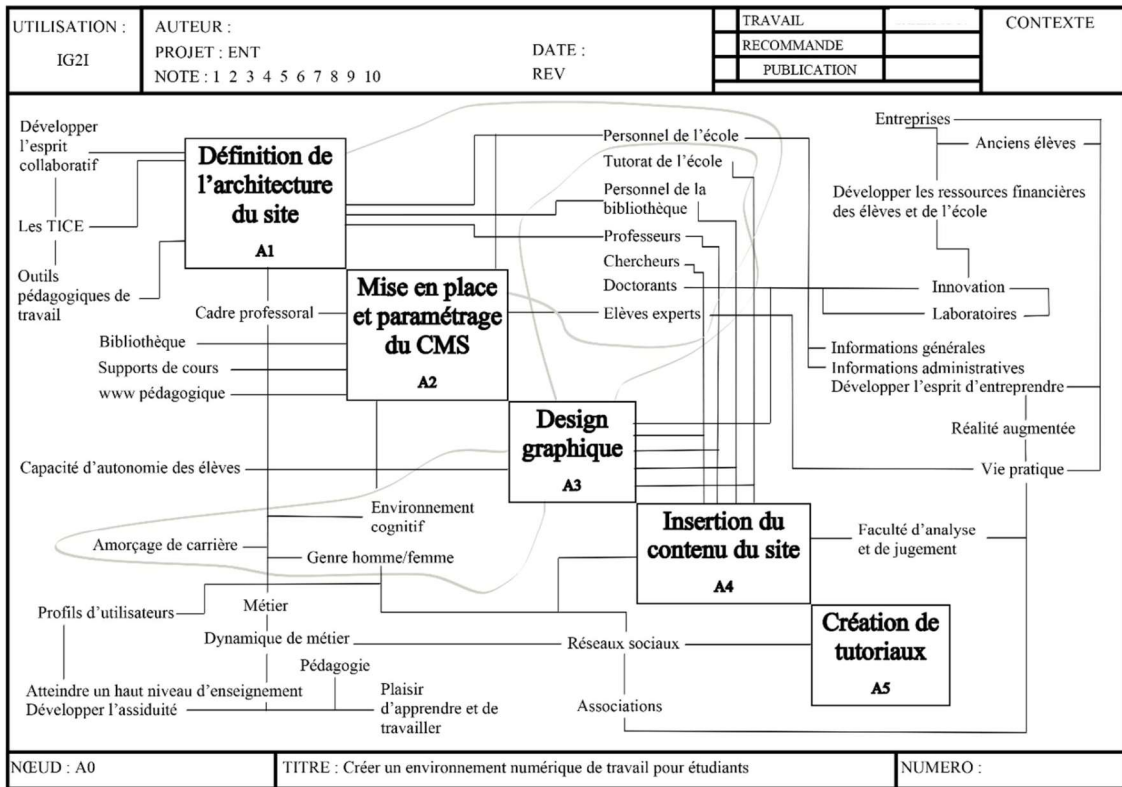 UTILISATION :
IG2I
AUTEUR :
PROJET : ENT
NOTE : 1 2 3 4 5 6 7 8 9 10
DATE :
REV
TRAVAIL
RECOMMANDE
PUBLICATION
CONTEXTE
Développer
l'esprit
collaboratif
Les TICE
Outils
pédagogiques de
travail
Définition de
l'architecture
du site
A1
Personnel de l'école
Tutorat de l'école
Personnel de la
bibliothèque
Professeurs
Chercheurs
Doctorants
Elèves experts
Entreprises
Anciens élèves
Développer les ressources financières
des élèves et de l'école
Innovation
Laboratoires
Informations générales
Informations administratives
Développer l'esprit d'entreprendre
Réalité augmentée
Vie pratique
Cadre professoral
Bibliothèque
Supports de cours
www pédagogique
Mise en place
et paramétrage
du CMS
A2
Capacité d'autonomie des élèves
Design
graphique
A3
Environnement
cognitif
Amorçage de carrière
Genre homme/femme
Insertion du
contenu du site
A4
Faculté d'analyse
et de jugement
Profils d'utilisateurs
Métier
Dynamique de métier
Réseaux sociaux
Création de
tutoriaux
A5
Pédagogie
Atteindre un haut niveau d'enseignement
Développer l'assiduité
Plaisir
d'apprendre et de
travailler
Associations
NŒUD : A0
TITRE : Créer un environnement numérique de travail pour étudiants
NUMERO :